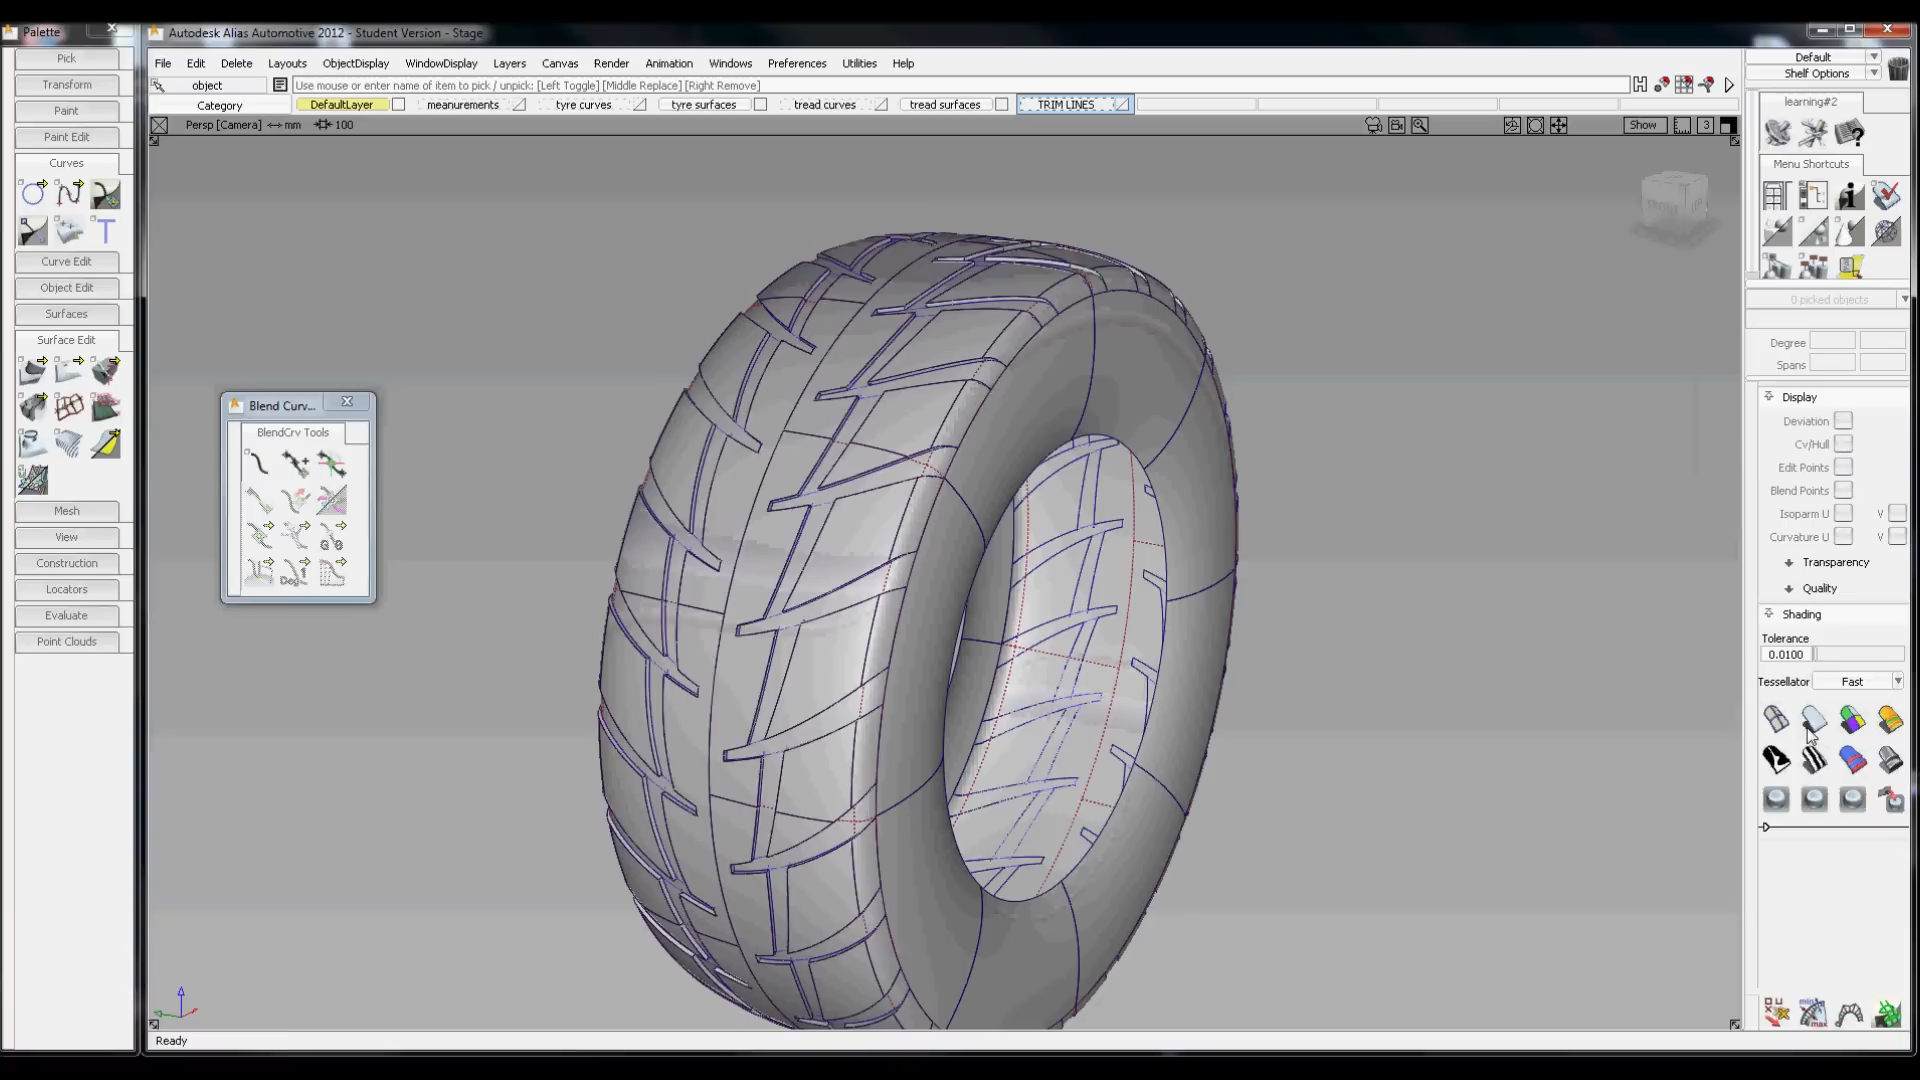 Palette
Autodesk Alias Automotive 2012 - Student Version - Stage
File Edit Delete Layouts ObjectDisplay WindowDisplay Layers Canvas Render Animation Windows Preferences Utilities Help
object Use mouse or enter name of item to pick / unpick: [Left Toggle] [Middle Replace] [Right Remove]
Category DefaultLayer meanurements tyre curves tyre surfaces tread curves tread surfaces TRIM LINES
Persp [Camera] mm 100 Show 3
Pick
Transform
Paint
Paint Edit
Curves
Curve Edit
Object Edit
Surfaces
Surface Edit
Mesh
View
Construction
Locators
Evaluate
Point Clouds
Blend Curv...
BlendCrv Tools
Deg
FRONT
Default
Shelf Options
learning#2
Menu Shortcuts
0 picked objects
Degree
Spans
Display
Deviation
Cv/Hull
Edit Points
Blend Points
Isoparm U V
Curvature U V
Transparency
Quality
Shading
Tolerance
0.0100
Tessellator Fast
min
max
Ready